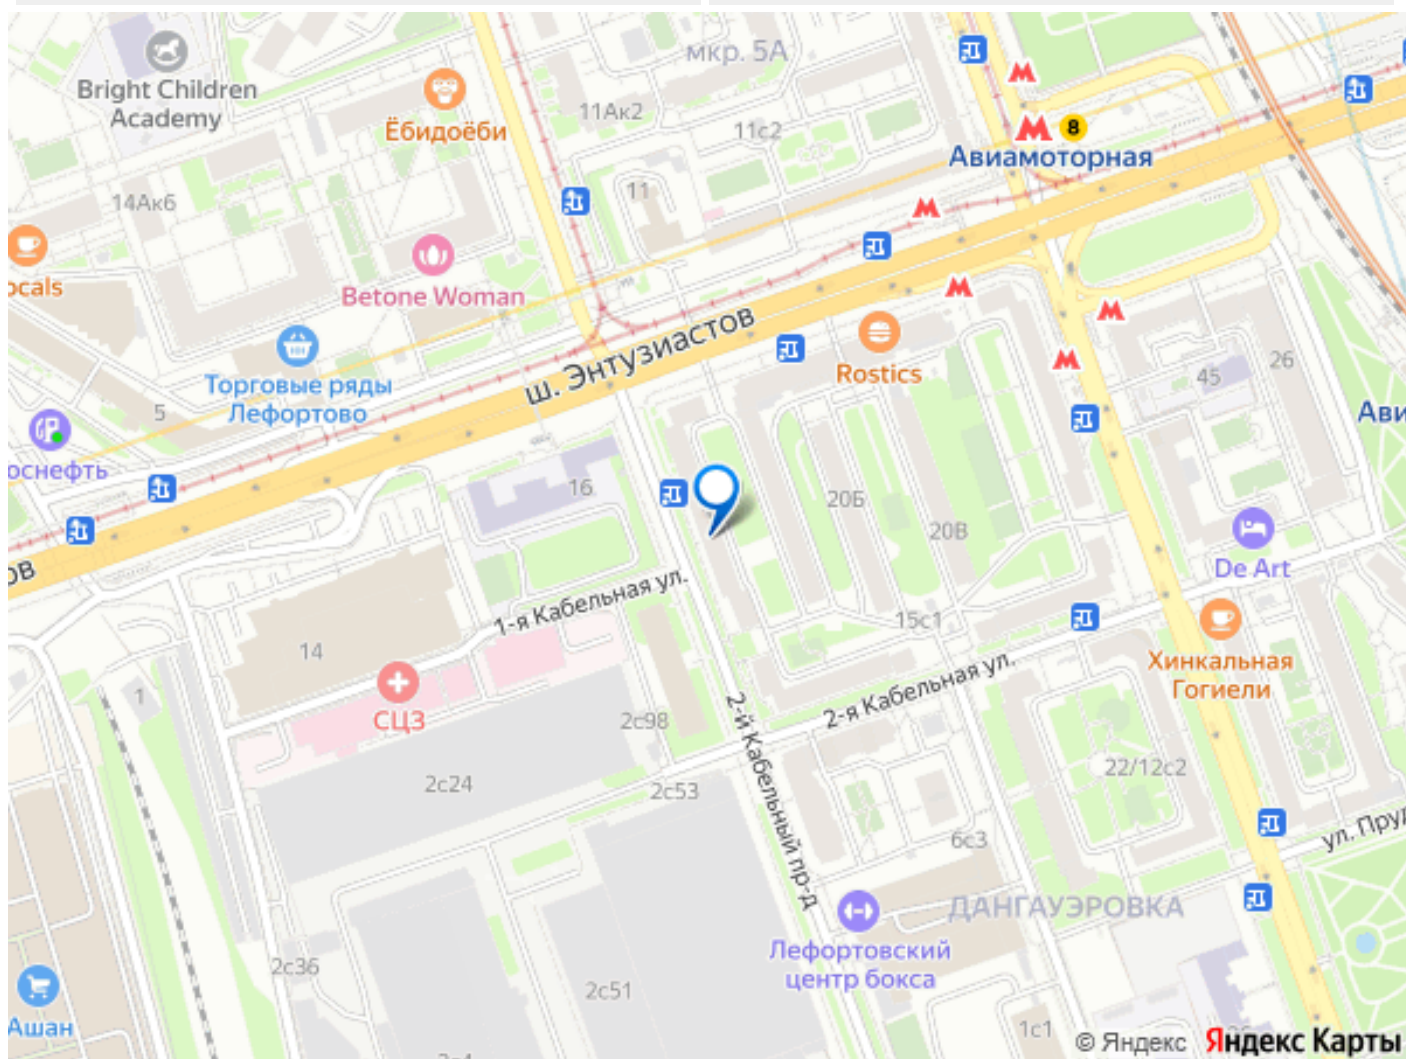 мкр. 5А
Bright Children
Academy
11Ак2
Ёбидоёби
11с2
8
Авиамоторная
14Ак6
11
ocals
Betone Woman
ш. Энтузиастов
Rostics
26
45
Торговые ряды
Лефортово
5
Ави
оснефть
16
20Б
20В
De Art
ов
1-я Кабельная ул.
15с1
14
Хинкальная
Гогиели
2-я Кабельная ул.
1
СЦЗ
2с98
2-й Кабельный пр-д
22/12с2
2с24
2с53
ул. Пруд
6с3
ДАНГАУЭРОВКА
Лефортовский
центр бокса
2с36
2с51
Ашан
1с1
© Яндекс Яндекс Карты